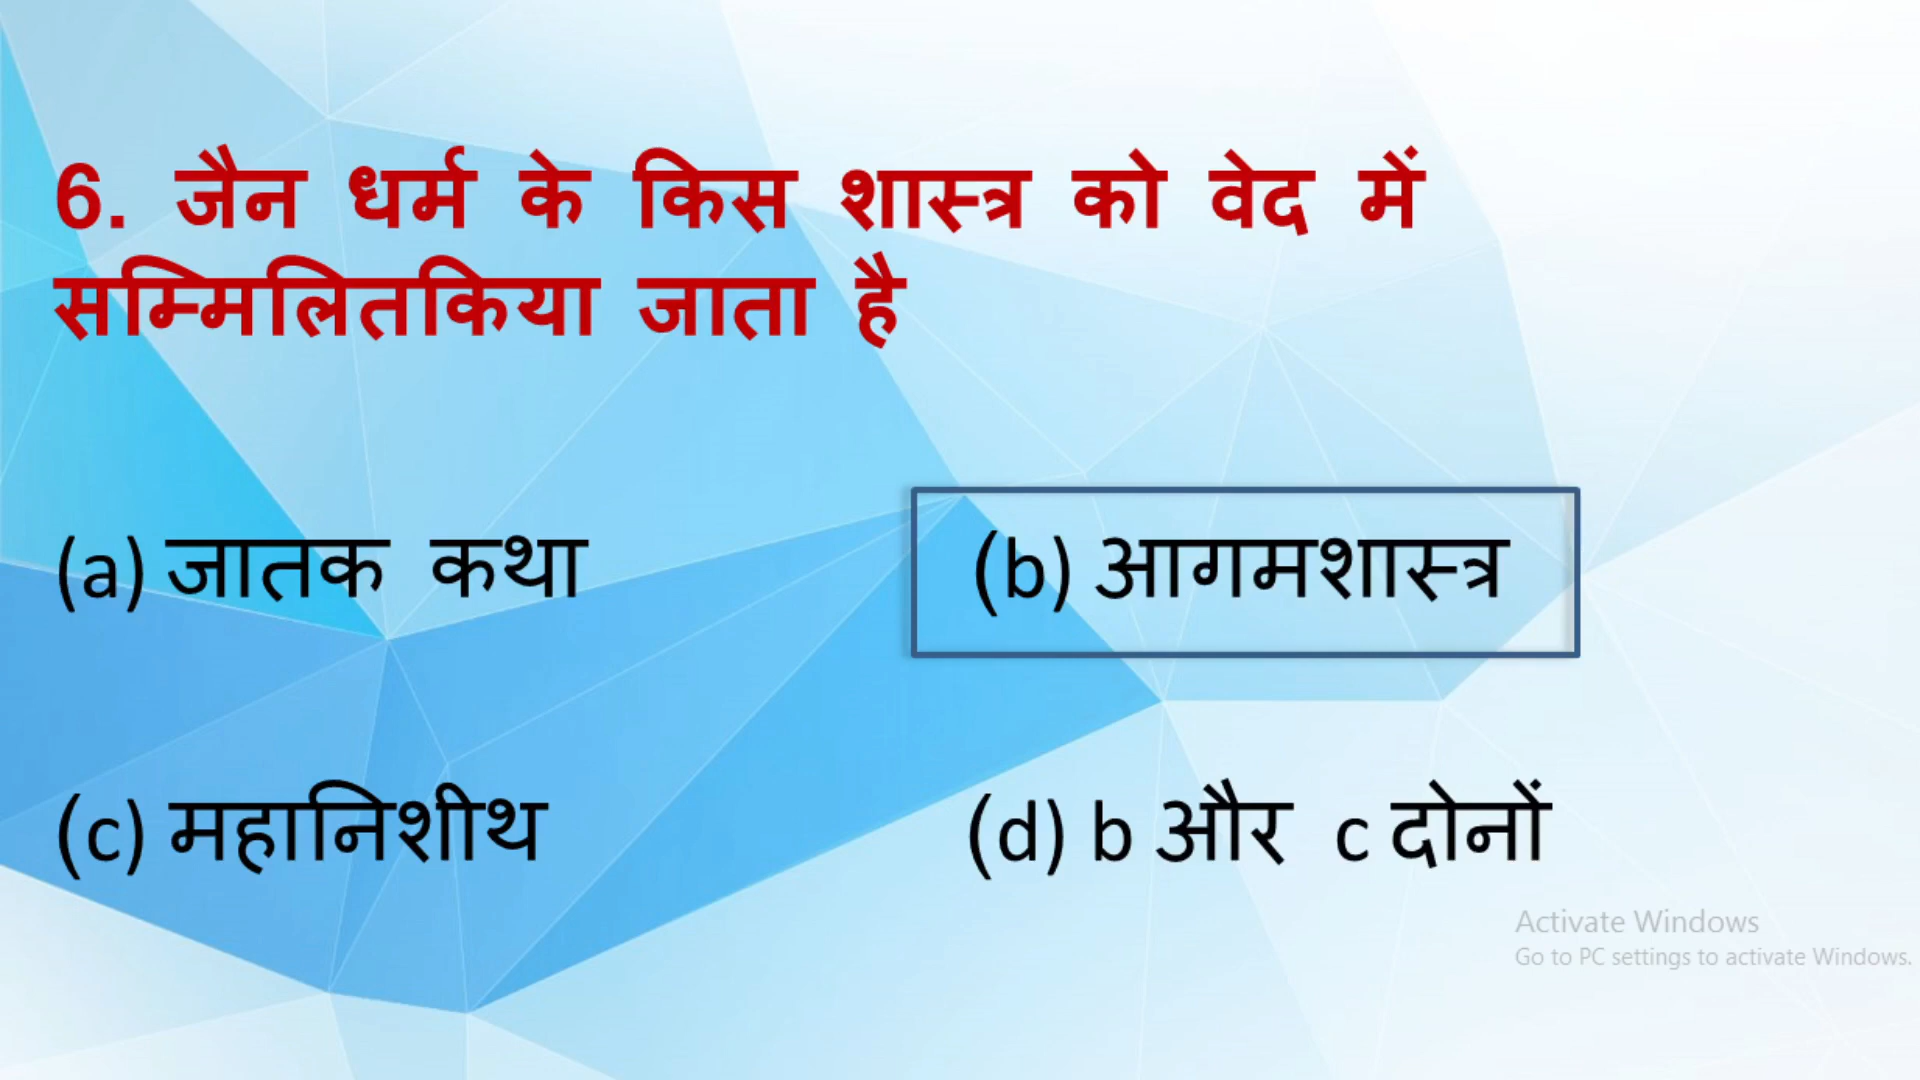 6. जैन धर्म के किस शास्त्र को वेद में
सम्मिलितकिया जाता है
(a) जातक कथा
(b) आगमशास्त्र
(c) महानिशीथ
(d) b और c दोनों
Activate Windows
Go to PC settings to activate Windows.